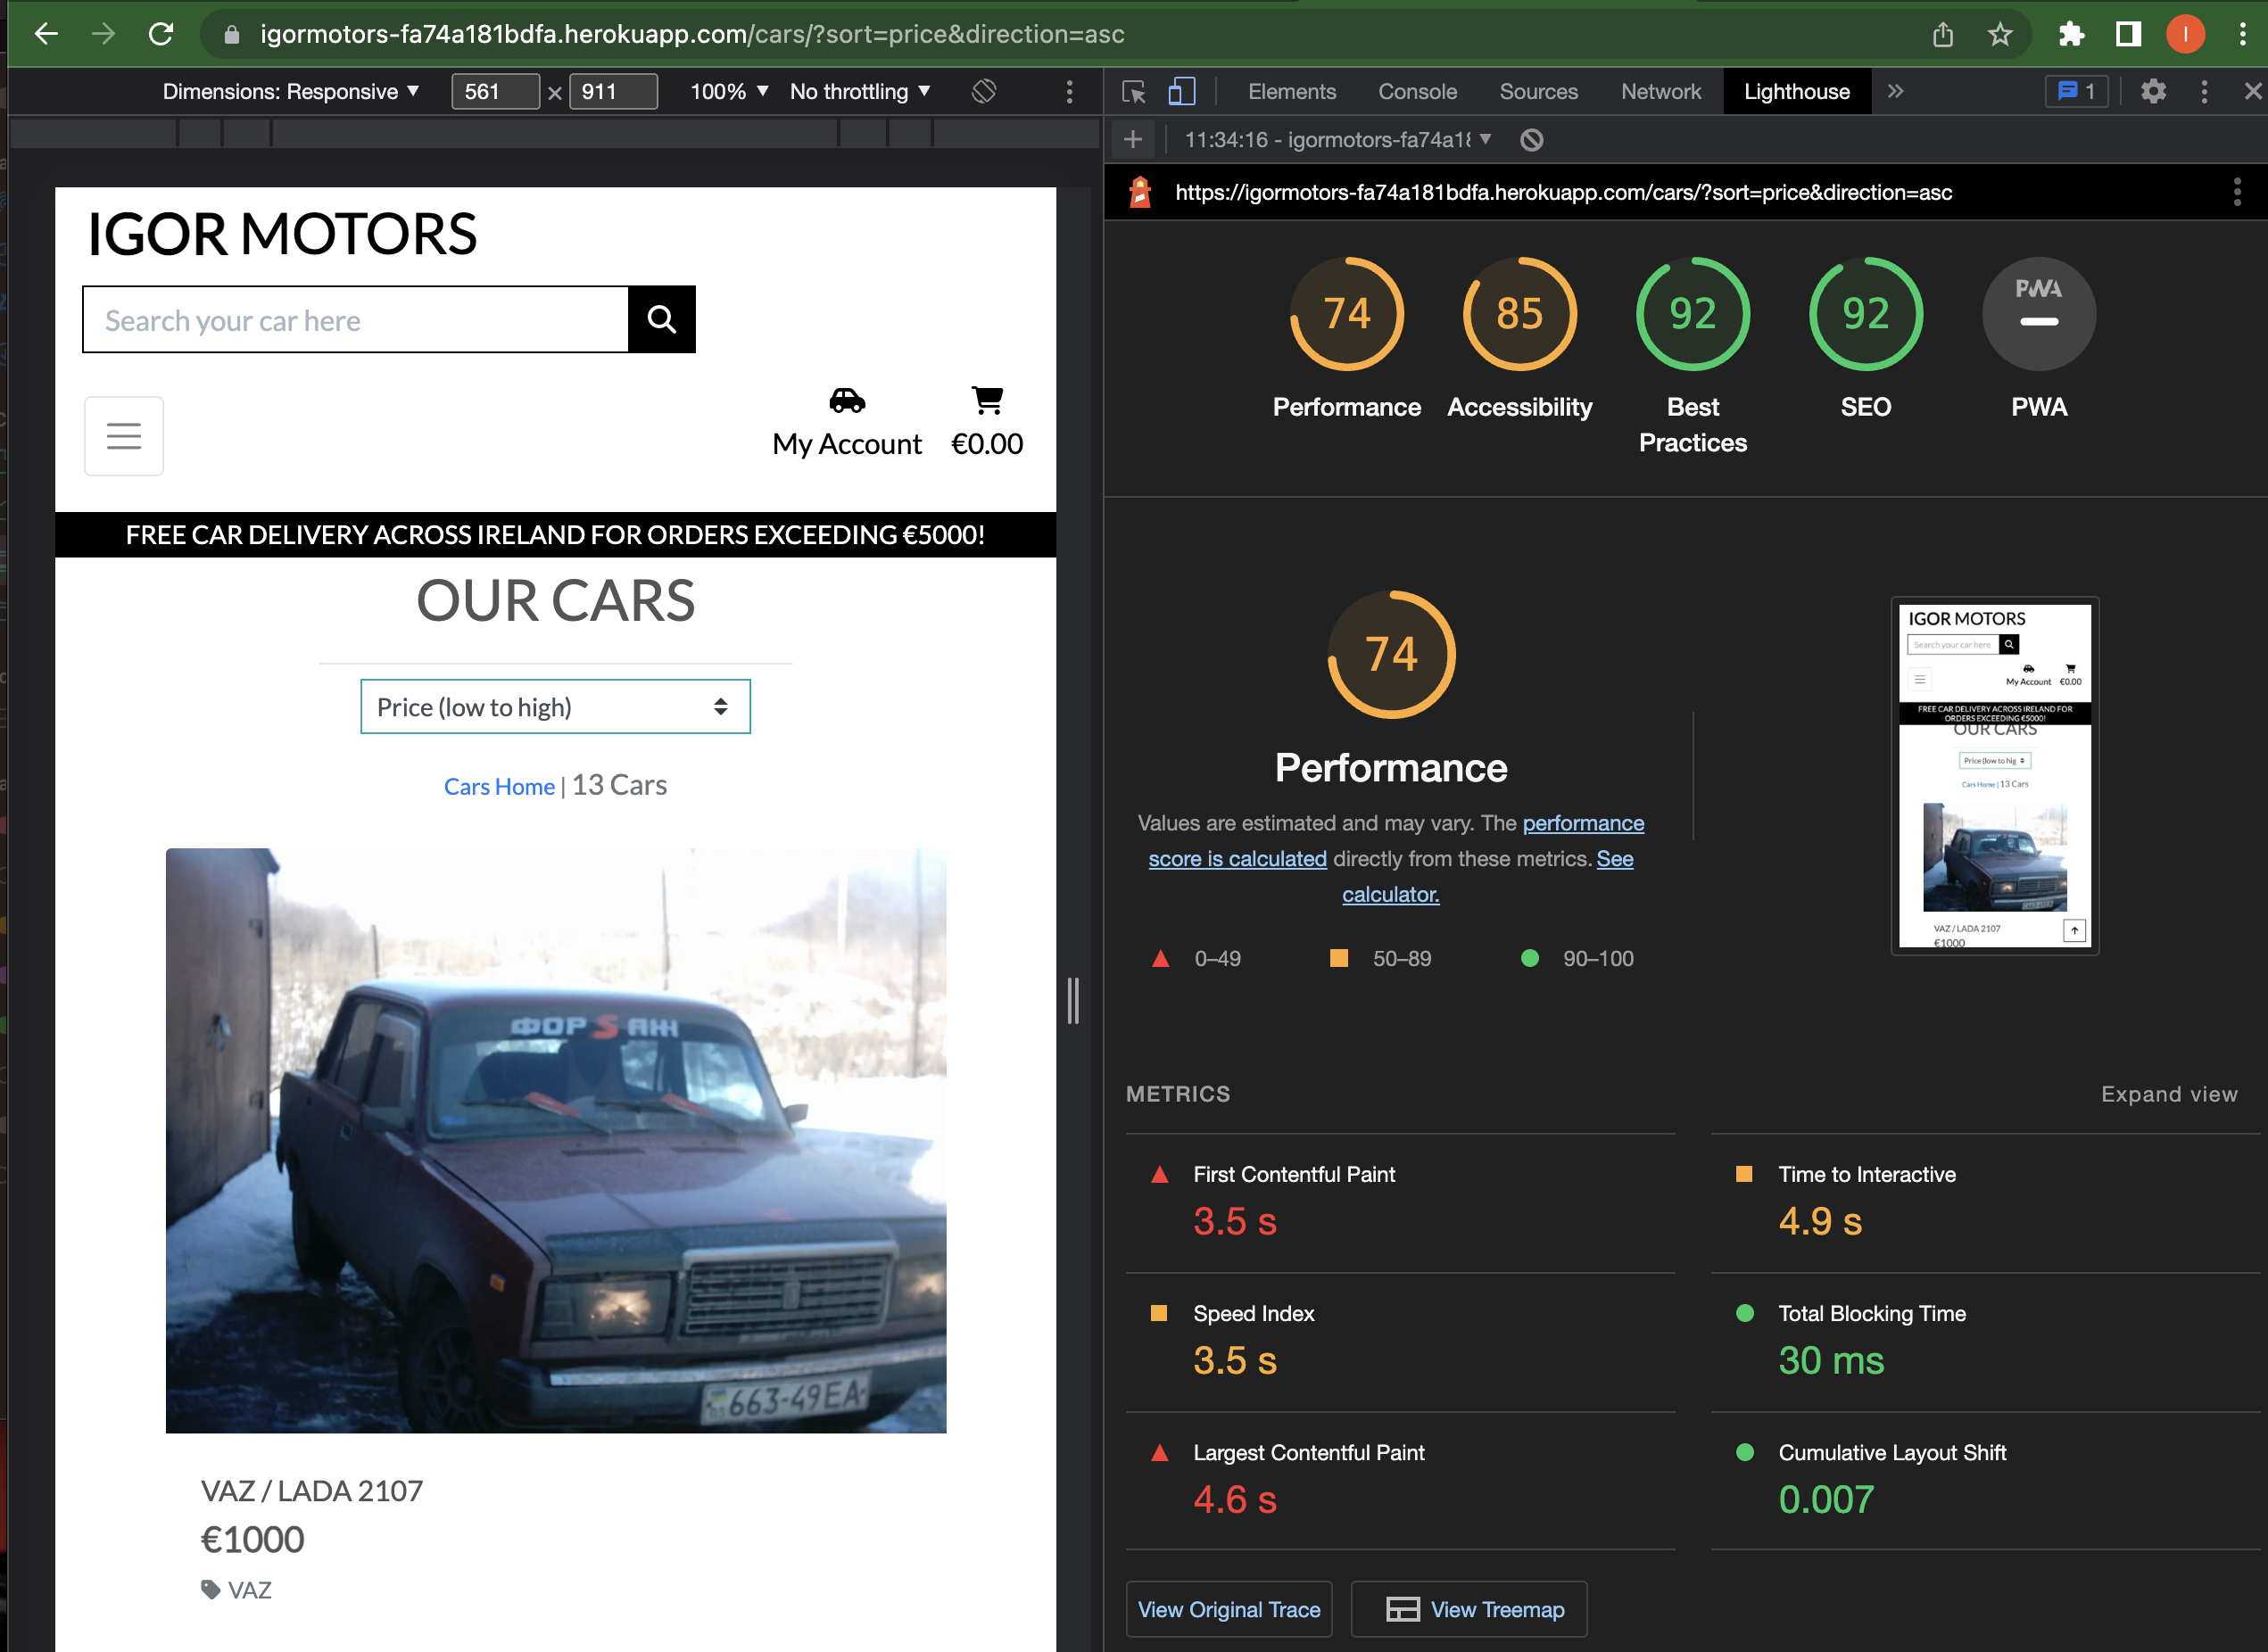 igormotors-fa74a181bdfa.herokuapp.com/cars/?sort=price&direction=asc
I
Dimensions: Responsive
561 × 911
100%
No throttling
Elements
Console
Sources
Network
Lighthouse
1
11:34:16 - igormotors-fa74a18
https://igormotors-fa74a181bdfa.herokuapp.com/cars/?sort=price&direction=asc
IGOR MOTORS
Search your car here
My Account
€0.00
FREE CAR DELIVERY ACROSS IRELAND FOR ORDERS EXCEEDING €5000!
OUR CARS
Price (low to high)
Cars Home | 13 Cars
ФОРSАЖ
663-49EA
VAZ / LADA 2107
€1000
VAZ
74
Performance
85
Accessibility
92
Best
Practices
92
SEO
PWA
PWA
74
Performance
Values are estimated and may vary. The performance
score is calculated directly from these metrics. See
calculator.
0–49
50–89
90–100
IGOR MOTORS
Search your car here
My Account
€0.00
FREE CAR DELIVERY ACROSS IRELAND FOR
ORDERS EXCEEDING €5000!
OUR CARS
Price (low to hig
Cars Home | 13 Cars
VAZ / LADA 2107
€1000
METRICS
Expand view
First Contentful Paint
3.5 s
Time to Interactive
4.9 s
Speed Index
3.5 s
Total Blocking Time
30 ms
Largest Contentful Paint
4.6 s
Cumulative Layout Shift
0.007
View Original Trace
View Treemap